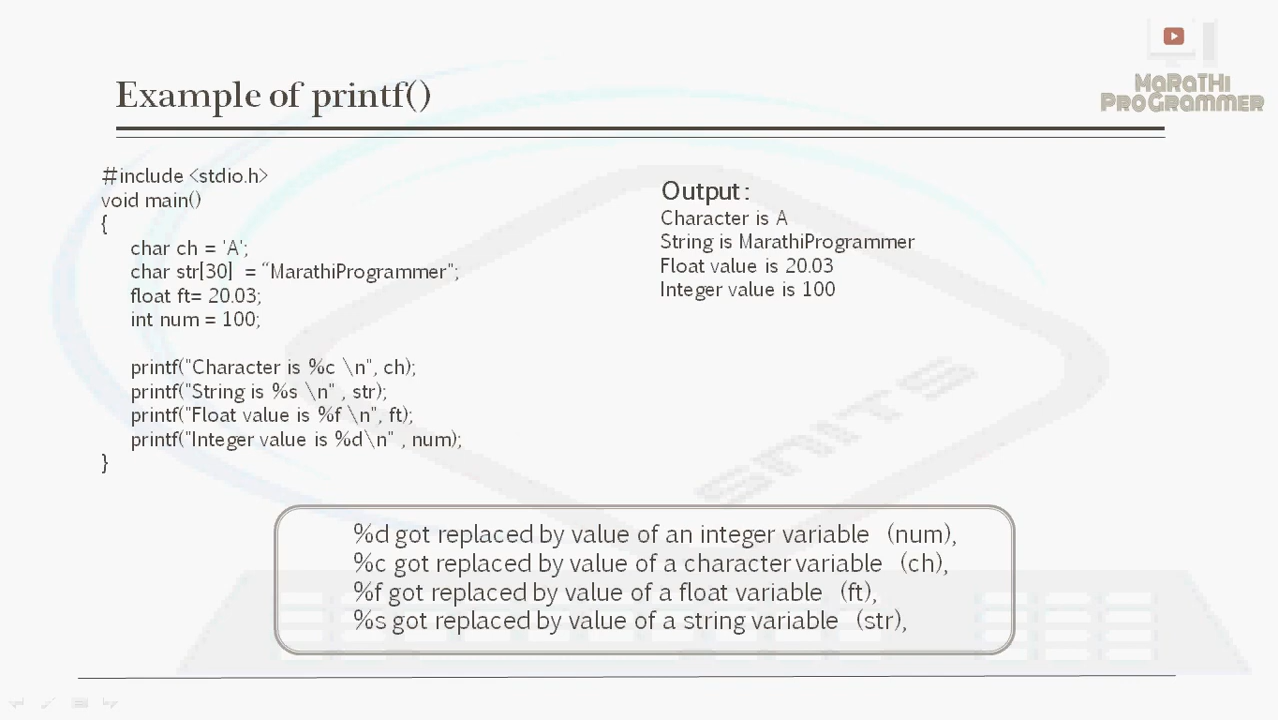 MaRaTHi
ProGrammer
Example of printf()
#include <stdio.h>
void main()
{
char ch = 'A';
char str[30]  = “MarathiProgrammer";
float ft= 20.03;
int num = 100;
printf("Character is %c \n", ch);
printf("String is %s \n" , str);
printf("Float value is %f \n", ft);
printf("Integer value is %d\n" , num);
}
Output:
Character is A
String is MarathiProgrammer
Float value is 20.03
Integer value is 100
SNITS
%d got replaced by value of an integer variable (num),
%c got replaced by value of a character variable (ch),
%f got replaced by value of a float variable (ft),
%s got replaced by value of a string variable (str),